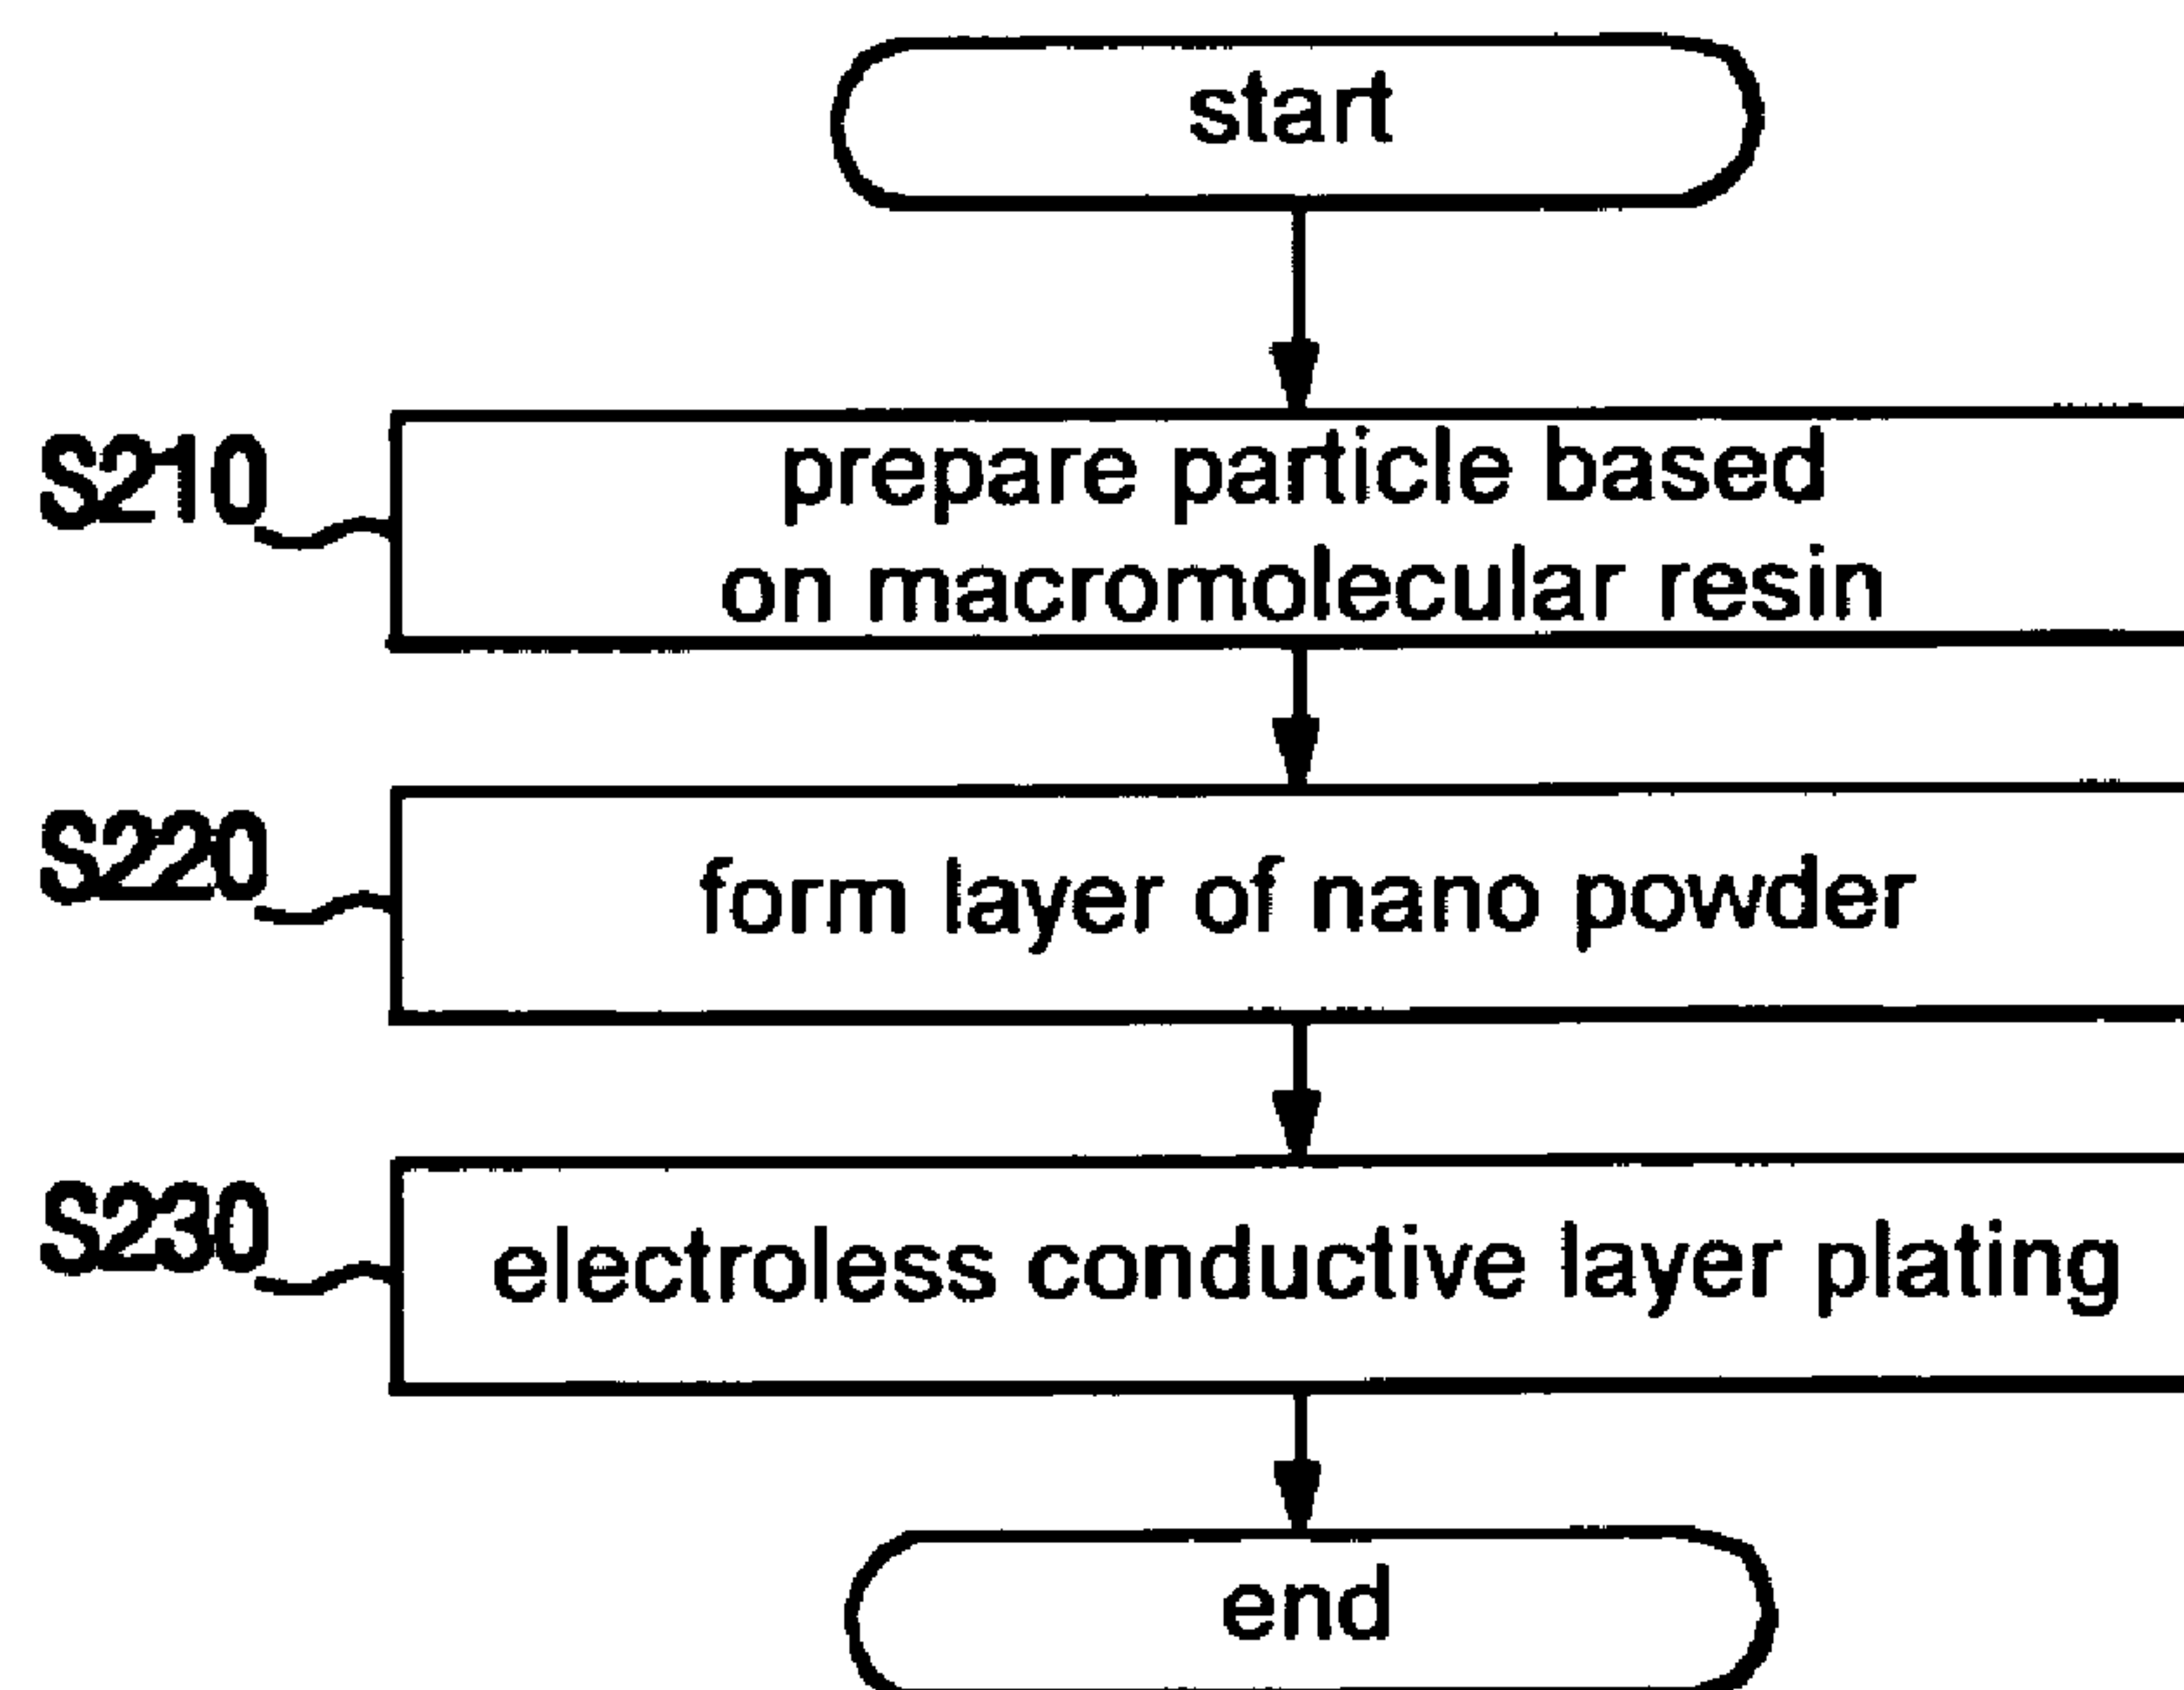 start
S210
prepare particle based
on macromolecular resin
S220
form layer of nano powder
S230
electroless conductive layer plating
end